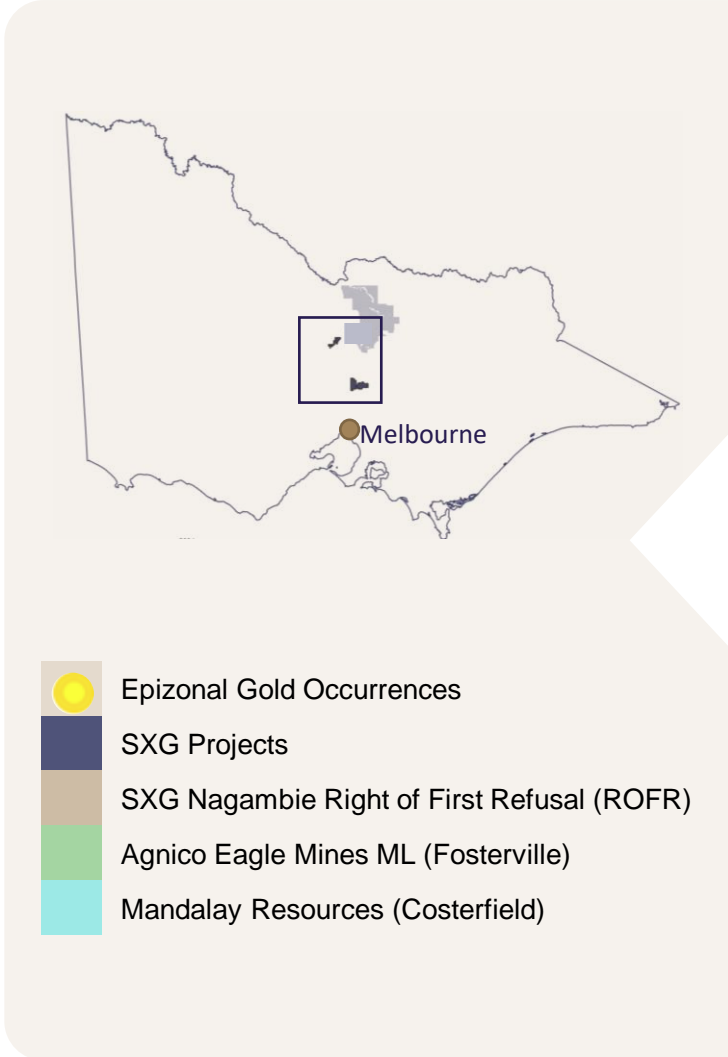 Melbourne
Epizonal Gold Occurrences
SXG Projects
SXG Nagambie Right of First Refusal (ROFR)
Agnico Eagle Mines ML (Fosterville)
Mandalay Resources (Costerfield)